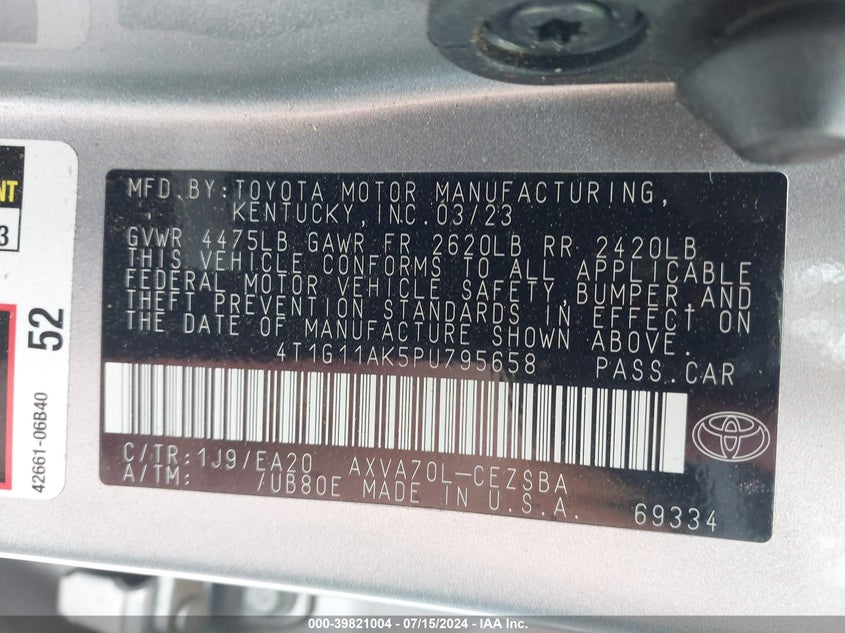 NT
3
52
42661-06B40
MFD.BY:TOYOTA MOTOR MANUFACTURING,
KENTUCKY,INC.03/23
GVWR 4475LB GAWR FR 2620LB RR 2420LB
THIS VEHICLE CONFORMS TO ALL APPLICABLE
FEDERAL MOTOR VEHICLE SAFETY,BUMPER,AND
THEFT PREVENTION STANDARDS IN EFFECT ON
THE DATE OF MANUFACTURE SHOWN ABOVE.
4T1G11AK5PU795658 PASS.CAR
C/TR:1J9/EA20 AXVA70L-CEZSBA
A/TM: /UB80E MADE IN U.S.A.
69334
000-39821004 - 07/15/2024 - IAA Inc.